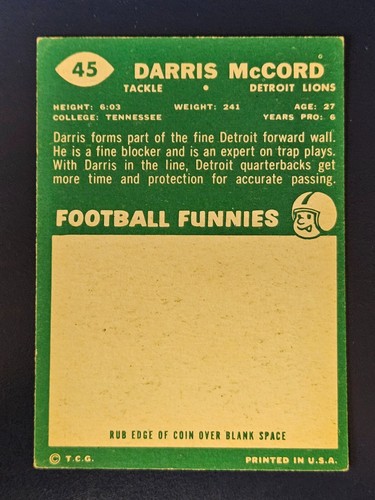 45 DARRIS McCORD
TACKLE • DETROIT LIONS
HEIGHT: 6:03 WEIGHT: 241 AGE: 27
COLLEGE: TENNESSEE YEARS PRO: 6
Darris forms part of the fine Detroit forward wall.
He is a fine blocker and is an expert on trap plays.
With Darris in the line, Detroit quarterbacks get
more time and protection for accurate passing.
FOOTBALL FUNNIES
RUB EDGE OF COIN OVER BLANK SPACE
© T.C.G. PRINTED IN U.S.A.